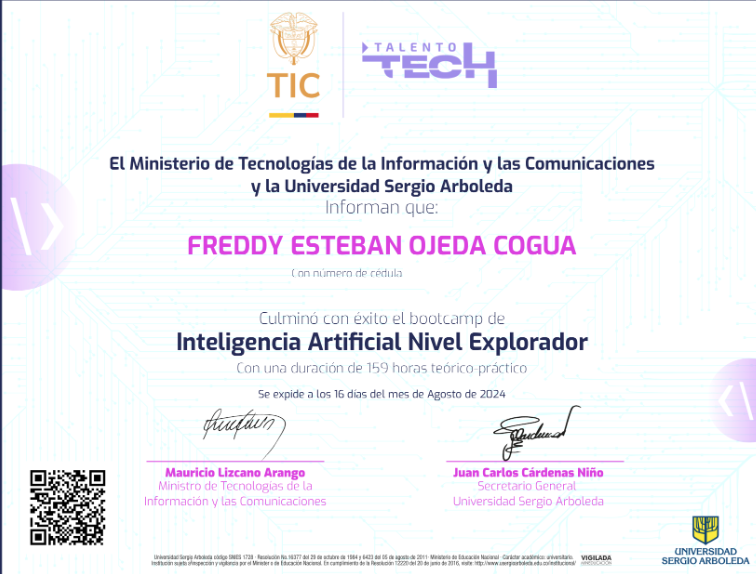 TIC
TALENTO
TECH
El Ministerio de Tecnologías de la Información y las Comunicaciones
y la Universidad Sergio Arboleda
Informan que:
FREDDY ESTEBAN OJEDA COGUA
Con número de cédula
Culminó con éxito el bootcamp de
Inteligencia Artificial Nivel Explorador
Con una duración de 159 horas teórico-práctico
Se expide a los 16 días del mes de Agosto de 2024
Mauricio Lizcano Arango
Ministro de Tecnologías de la
Información y las Comunicaciones
Juan Carlos Cárdenas Niño
Secretario General
Universidad Sergio Arboleda
Universidad Sergio Arboleda código SNIES 1728 - Resolución No.16377 del 29 de octubre de 1984 y 6423 del 05 de agosto de 2011- Ministerio de Educación Nacional - Carácter académico: universitario.
Institución sujeta a inspección y vigilancia por el Ministerio de Educación Nacional. En cumplimiento de la Resolución 12220 del 20 de junio de 2016, visite: http://www.usergioarboleda.edu.co/institucional/
VIGILADA
MINEDUCACIÓN
UNIVERSIDAD
SERGIO ARBOLEDA